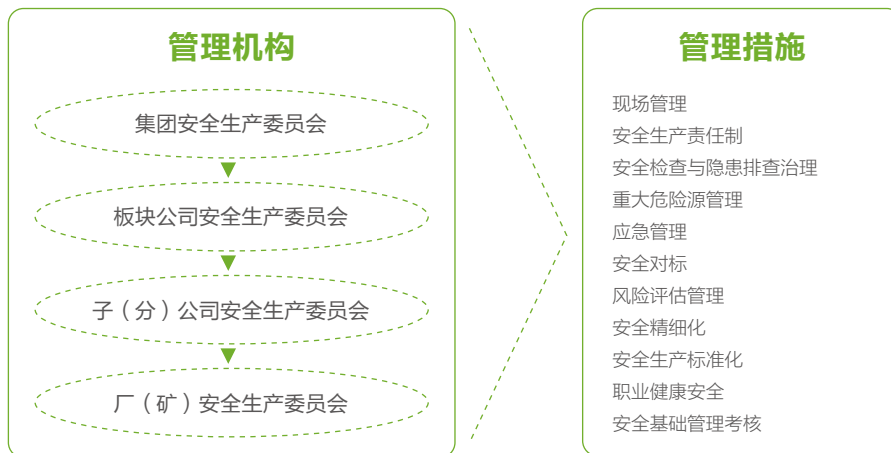 管理机构
集团安全生产委员会
板块公司安全生产委员会
子（分）公司安全生产委员会
厂（矿）安全生产委员会
管理措施
现场管理
安全生产责任制
安全检查与隐患排查治理
重大危险源管理
应急管理
安全对标
风险评估管理
安全精细化
安全生产标准化
职业健康安全
安全基础管理考核